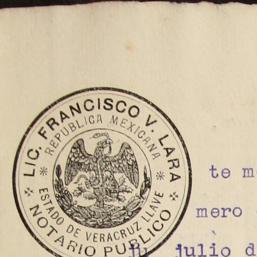 LIC. FRANCISCO V. LARA
REPUBLICA MEXICANA
ESTADO DE VERACRUZ LLAVE
NOTARIO PUBLICO
te m
mero
julio d